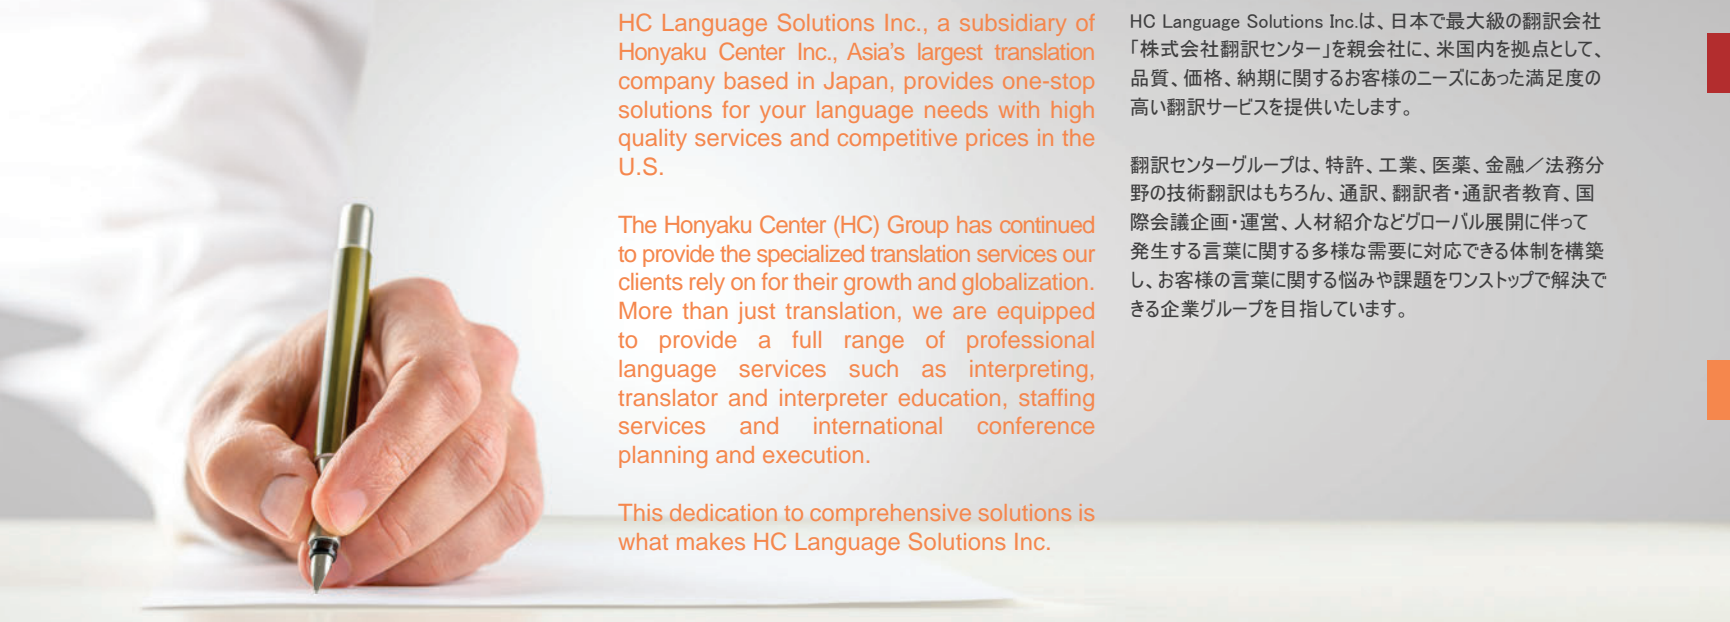 HC Language Solutions Inc., a subsidiary of
Honyaku Center Inc., Asia's largest translation
company based in Japan, provides one-stop
solutions for your language needs with high
quality services and competitive prices in the
U.S.
The Honyaku Center (HC) Group has continued
to provide the specialized translation services our
clients rely on for their growth and globalization.
More than just translation, we are equipped
to provide a full range of professional
language services such as interpreting,
translator and interpreter education, staffing
services and international conference
planning and execution.
This dedication to comprehensive solutions is
what makes HC Language Solutions Inc.
HC Language Solutions Inc.は、日本で最大級の翻訳会社
「株式会社翻訳センター」を親会社に、米国内を拠点として、
品質、価格、納期に関するお客様のニーズにあった満足度の
高い翻訳サービスを提供いたします。
翻訳センターグループは、特許、工業、医薬、金融／法務分
野の技術翻訳はもちろん、通訳、翻訳者・通訳者教育、国
際会議企画・運営、人材紹介などグローバル展開に伴って
発生する言葉に関する多様な需要に対応できる体制を構築
し、お客様の言葉に関する悩みや課題をワンストップで解決で
きる企業グループを目指しています。